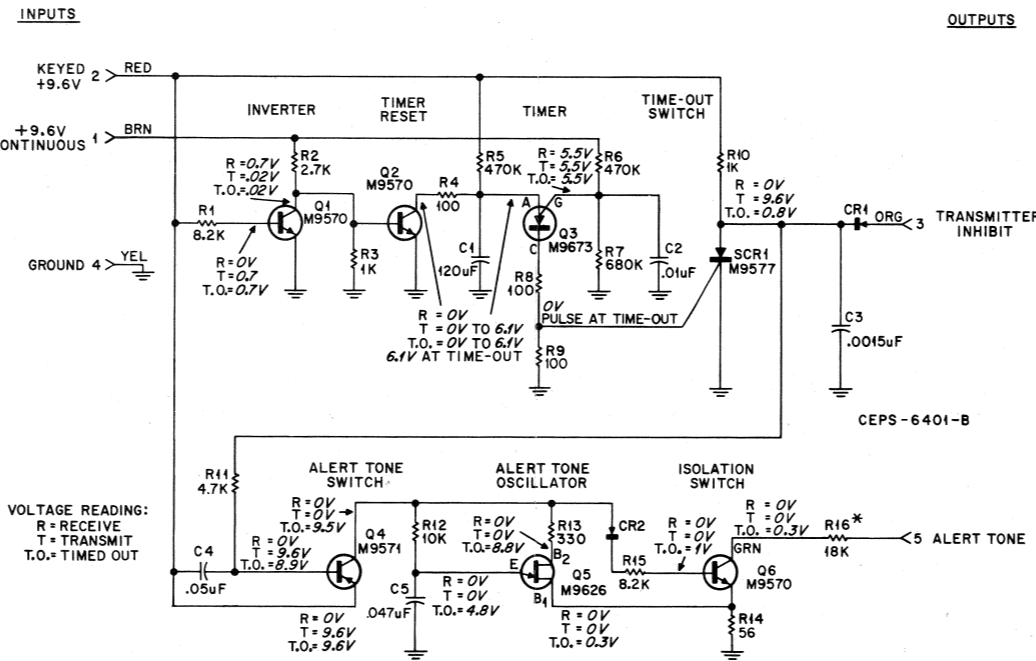 INPUTS
OUTPUTS
KEYED
+9.6V
2
RED
+9.6V
ONTINUOUS
1
BRN
INVERTER
TIMER
RESET
TIMER
TIME-OUT
SWITCH
R=0.7V
T=.02V
T.O.=.02V
R2
2.7K
Q1
M9570
R1
8.2K
R=0V
T=0.7
T.O.=0.7V
GROUND 4
YEL
Q2
M9570
R3
1K
R4
100
R5
470K
C1
120uF
R=0V
T=0V TO 6.1V
T.O.=0V TO 6.1V
6.1V AT TIME-OUT
R=5.5V
T=5.5V
T.O.=5.5V
R6
470K
A
G
C
Q3
M9673
R8
100
R7
680K
C2
.01uF
0V
PULSE AT TIME-OUT
R9
100
R10
1K
R=0V
T=9.6V
T.O.=0.8V
CR1
ORG
3
TRANSMITTER
INHIBIT
SCR1
M9577
C3
.0015uF
CEPS-6401-B
VOLTAGE READING:
R=RECEIVE
T=TRANSMIT
T.O.=TIMED OUT
R11
4.7K
C4
.05uF
ALERT TONE
SWITCH
R=0V
T=0V
T.O.=9.5V
R=0V
T=9.6V
T.O.=8.9V
Q4
M9571
R=0V
T=9.6V
T.O.=9.6V
R12
10K
C5
.047uF
ALERT TONE
OSCILLATOR
R=0V
T=0V
T.O.=8.8V
R13
330
E
B2
B1
Q5
M9626
R=0V
T=0V
T.O.=4.8V
R=0V
T=0V
T.O.=0.3V
CR2
R15
8.2K
ISOLATION
SWITCH
R=0V
T=0V
T.O.=1V
R=0V
T=0V
T.O.=0.3V
GRN
Q6
M9570
R14
56
R16*
18K
5 ALERT TONE